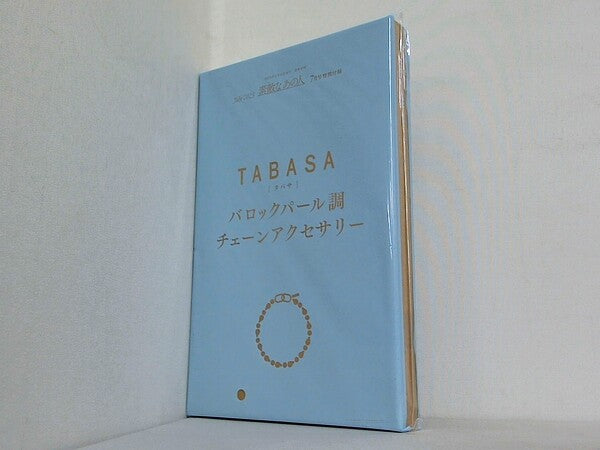 素敵なあの人 7月号特別付録
TABASA
[タバサ]
バロックパール調
チェーンアクセサリー